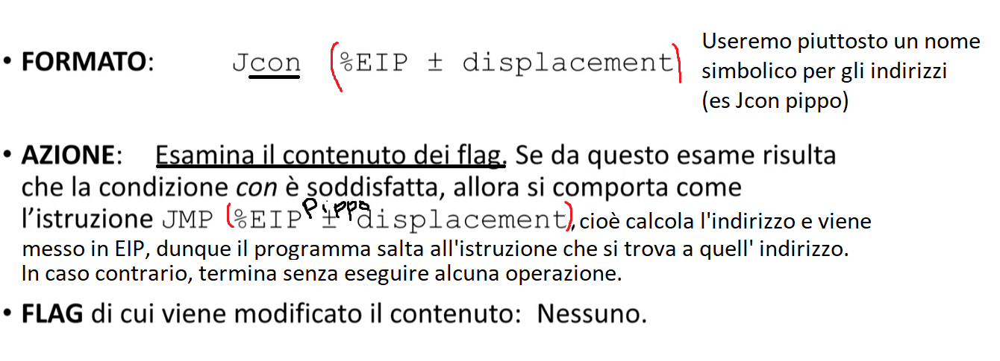 • FORMATO: Jcon (%EIP ± displacement)
Useremo piuttosto un nome
simbolico per gli indirizzi
(es Jcon pippo)
• AZIONE: Esamina il contenuto dei flag. Se da questo esame risulta
che la condizione con è soddisfatta, allora si comporta come
Pippo
l'istruzione JMP (%EIP ± displacement), cioè calcola l'indirizzo e viene
messo in EIP, dunque il programma salta all'istruzione che si trova a quell' indirizzo.
In caso contrario, termina senza eseguire alcuna operazione.
• FLAG di cui viene modificato il contenuto: Nessuno.